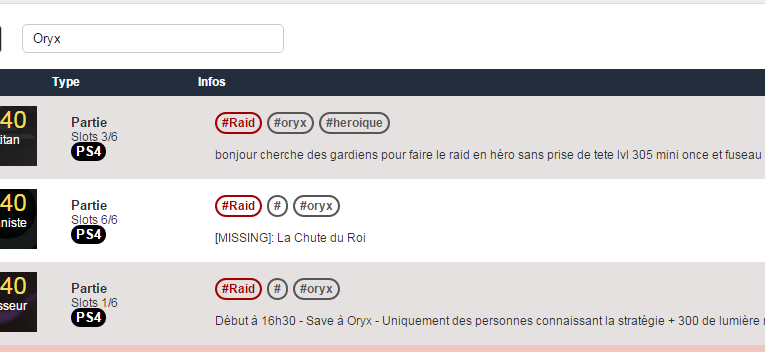 Oryx
Type Infos
40
itan
Partie
Slots 3/6
PS4
#Raid #oryx #heroique
bonjour cherche des gardiens pour faire le raid en héro sans prise de tete lvl 305 mini once et fuseau
40
niste
Partie
Slots 6/6
PS4
#Raid # #oryx
[MISSING]: La Chute du Roi
40
sseur
Partie
Slots 1/6
PS4
#Raid # #oryx
Début à 16h30 - Save à Oryx - Uniquement des personnes connaissant la stratégie + 300 de lumière